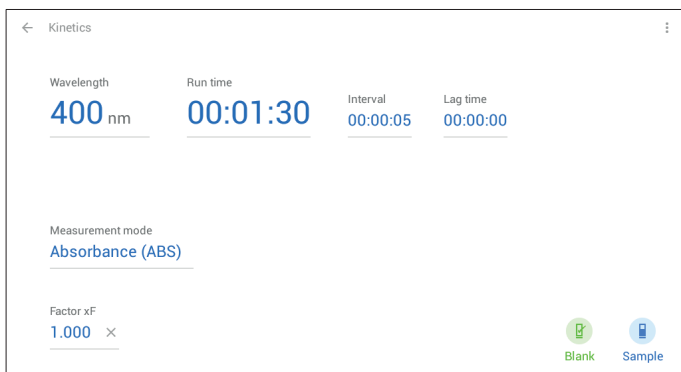 Kinetics
Wavelength
400 nm
Run time
00:01:30
Interval
00:00:05
Lag time
00:00:00
Measurement mode
Absorbance (ABS)
Factor xF
1.000
Blank
Sample